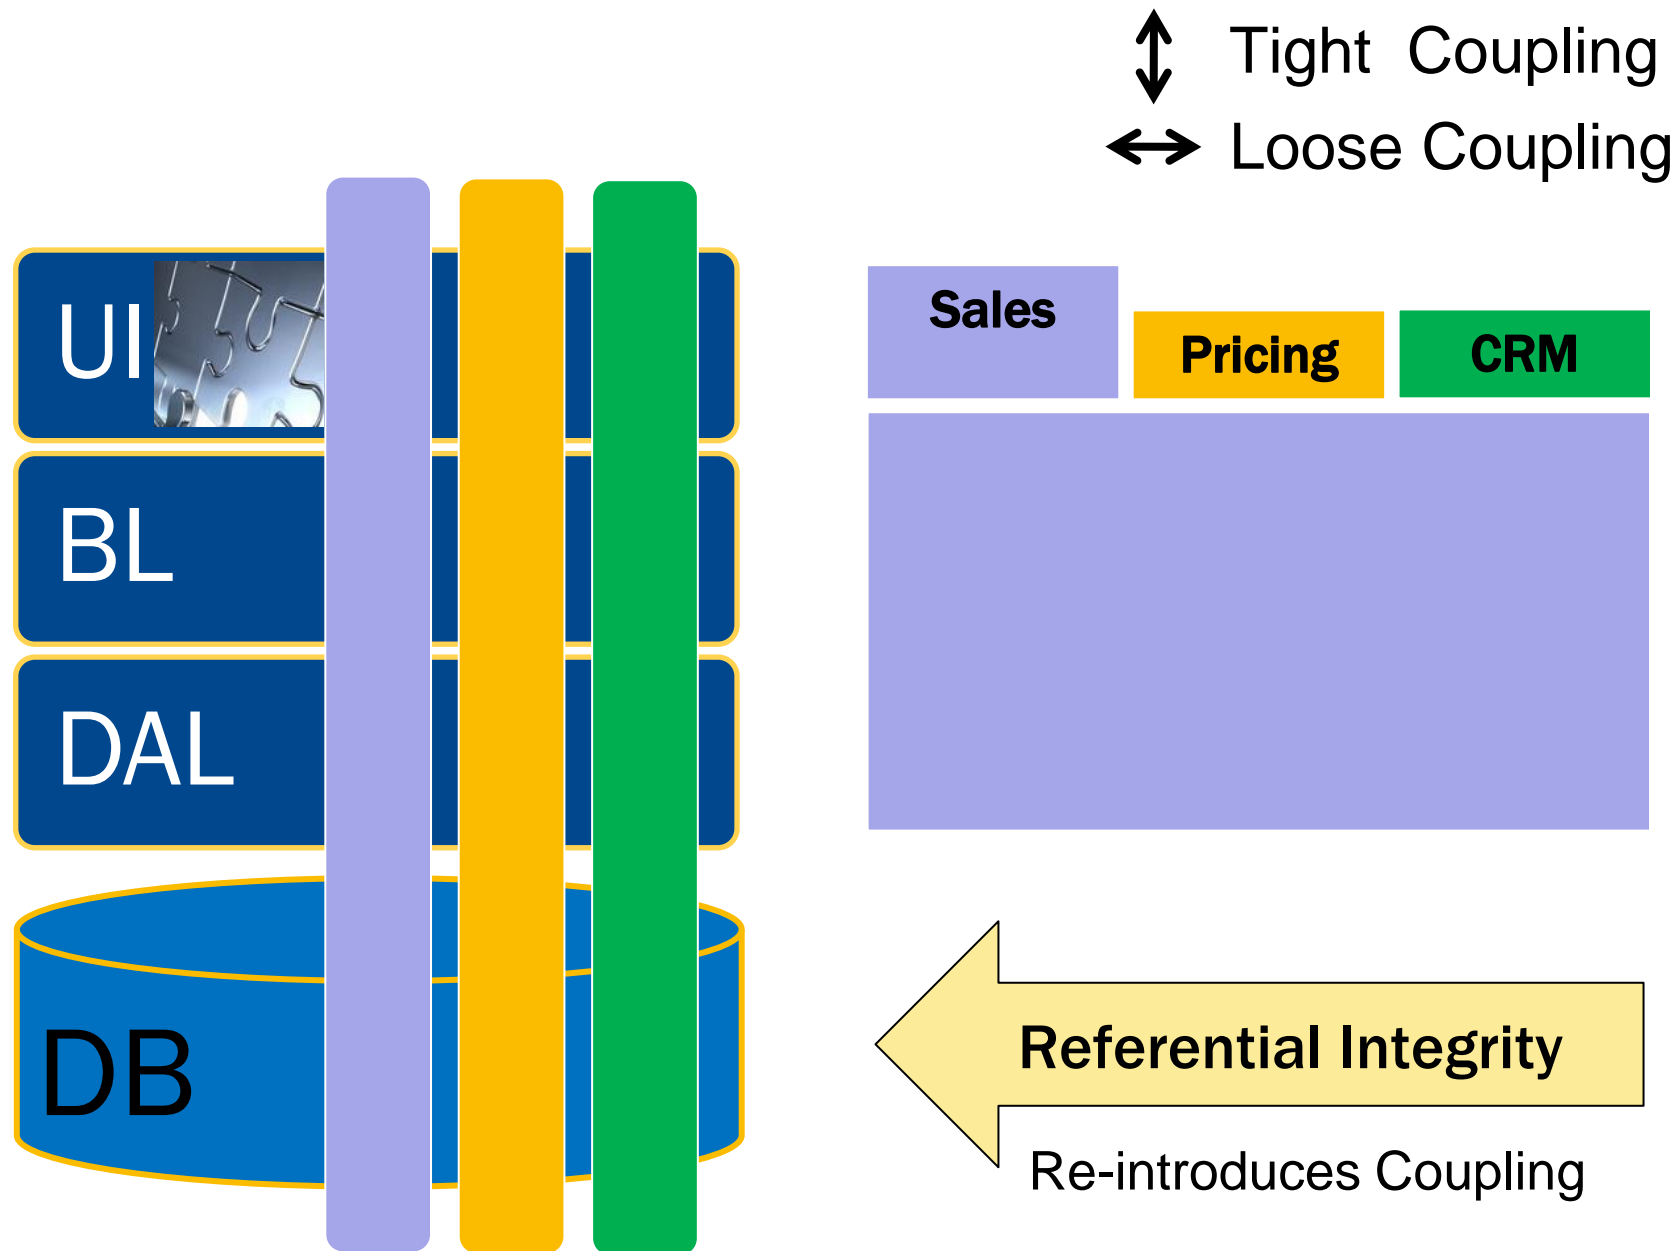 Tight Coupling
Loose Coupling
UI
BL
DAL
DB
Sales
Pricing
CRM
Referential Integrity
Re-introduces Coupling